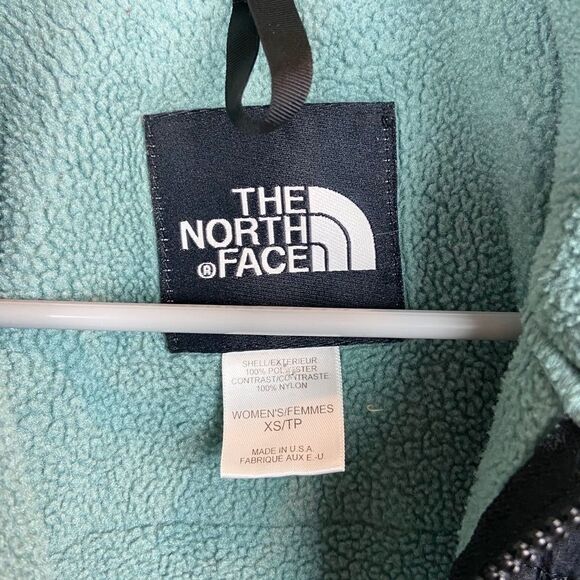 THE
NORTH
® FACE
SHELL/EXTERIEUR
100% POLYESTER
CONTRAST/CONTRASTE
100% NYLON
WOMEN'S/FEMMES
XS/TP
MADE IN U.S.A.
FABRIQUE AUX E.-U.